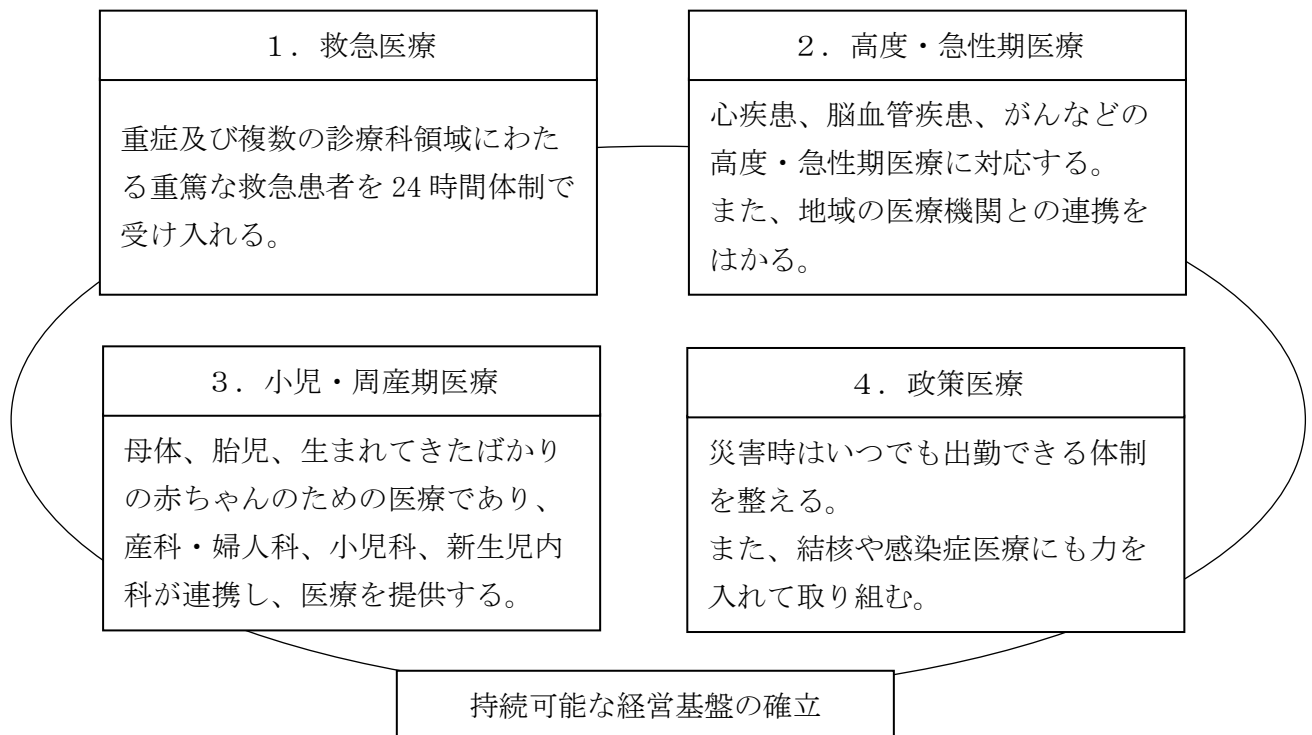 １．救急医療
重症及び複数の診療科領域にわた
る重篤な救急患者を 24 時間体制で
受け入れる。
２．高度・急性期医療
心疾患、脳血管疾患、がんなどの
高度・急性期医療に対応する。
また、地域の医療機関との連携を
はかる。
３．小児・周産期医療
母体、胎児、生まれてきたばかり
の赤ちゃんのための医療であり、
産科・婦人科、小児科、新生児内
科が連携し、医療を提供する。
４．政策医療
災害時はいつでも出勤できる体制
を整える。
また、結核や感染症医療にも力を
入れて取り組む。
持続可能な経営基盤の確立